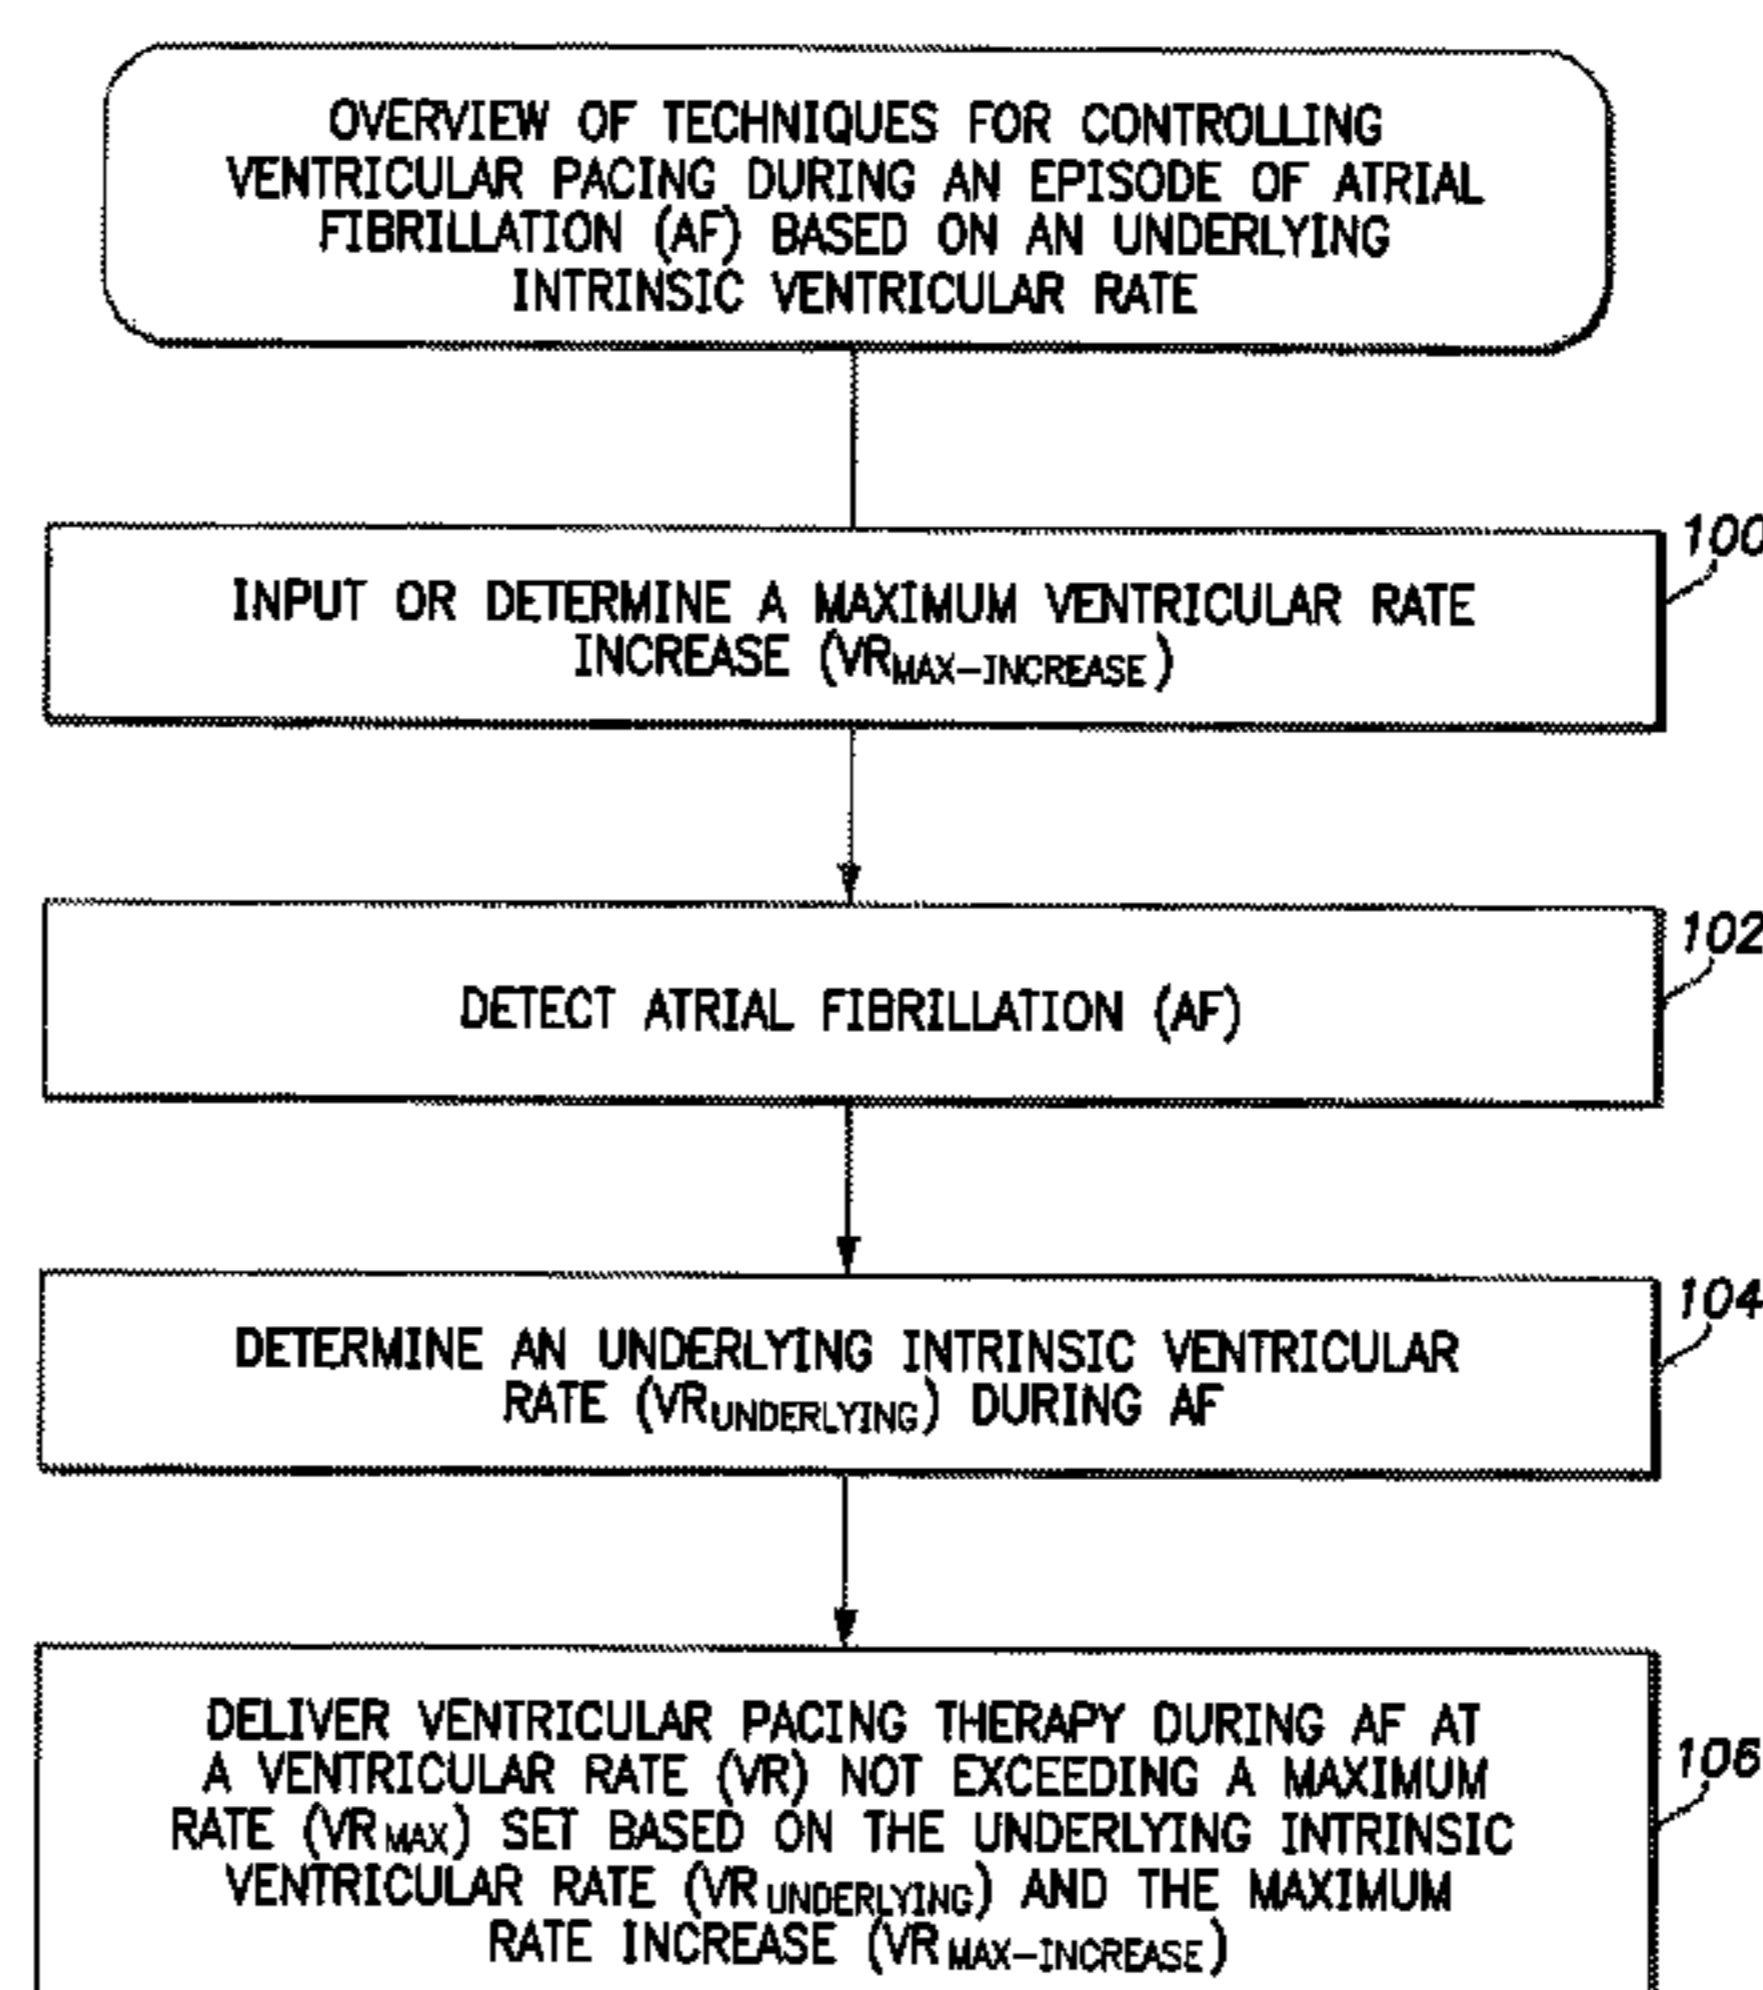 OVERVIEW OF TECHNIQUES FOR CONTROLLING
VENTRICULAR PACING DURING AN EPISODE OF ATRIAL
FIBRILLATION (AF) BASED ON AN UNDERLYING
INTRINSIC VENTRICULAR RATE
100
INPUT OR DETERMINE A MAXIMUM VENTRICULAR RATE
INCREASE (VRMAX-INCREASE)
102
DETECT ATRIAL FIBRILLATION (AF)
104
DETERMINE AN UNDERLYING INTRINSIC VENTRICULAR
RATE (VRUNDERLYING) DURING AF
106
DELIVER VENTRICULAR PACING THERAPY DURING AF AT
A VENTRICULAR RATE (VR) NOT EXCEEDING A MAXIMUM
RATE (VRMAX) SET BASED ON THE UNDERLYING INTRINSIC
VENTRICULAR RATE (VRUNDERLYING) AND THE MAXIMUM
RATE INCREASE (VRMAX-INCREASE)